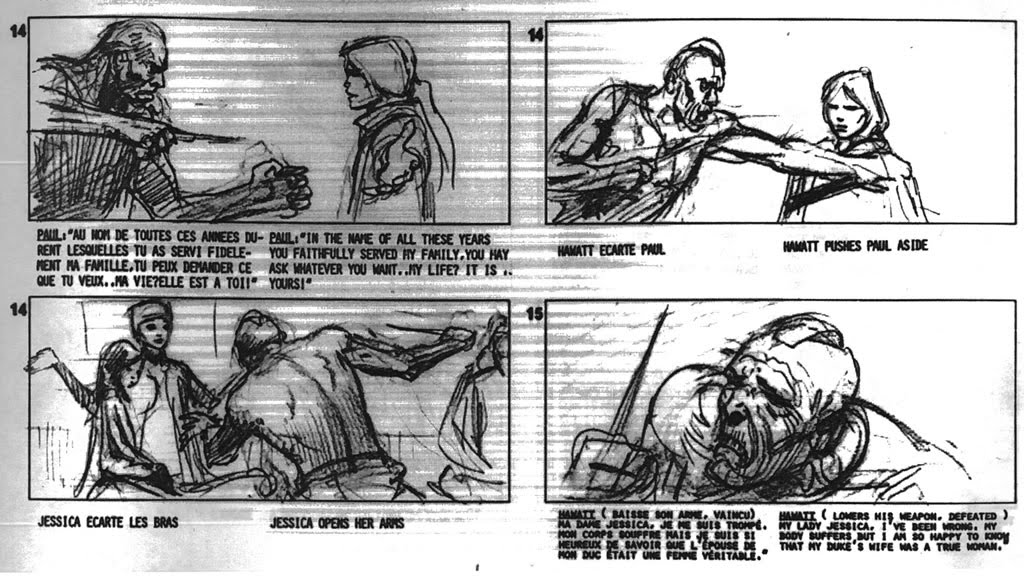 14
PAUL:"AU NOM DE TOUTES CES ANNEES DU-
RENT LESQUELLES TU AS SERVI FIDELE-
MENT MA FAMILLE,TU PEUX DEMANDER CE
QUE TU VEUX..MA VIE?ELLE EST A TOI!"
PAUL:"IN THE NAME OF ALL THESE YEARS
YOU FAITHFULLY SERVED MY FAMILY,YOU MAY
ASK WHATEVER YOU WANT..MY LIFE? IT IS ..
YOURS!"
14
HAWATT ECARTE PAUL
HAWATT PUSHES PAUL ASIDE
14
JESSICA ECARTE LES BRAS
JESSICA OPENS HER ARMS
15
HAWATT ( BAISSE SON ARME, VAINCU)
MA DAME JESSICA, JE ME SUIS TROMPÉ.
MON CORPS SOUFFRE MAIS JE SUIS SI
HEUREUX DE SAVOIR QUE L'ÉPOUSE DE
MON DUC ÉTAIT UNE FEMME VÉRITABLE."
HAWATT ( LOWERS HIS WEAPON, DEFEATED )
MY LADY JESSICA, I'VE BEEN WRONG. MY
BODY SUFFERS,BUT I AM SO HAPPY TO KNOW
THAT MY DUKE'S WIFE WAS A TRUE WOMAN."